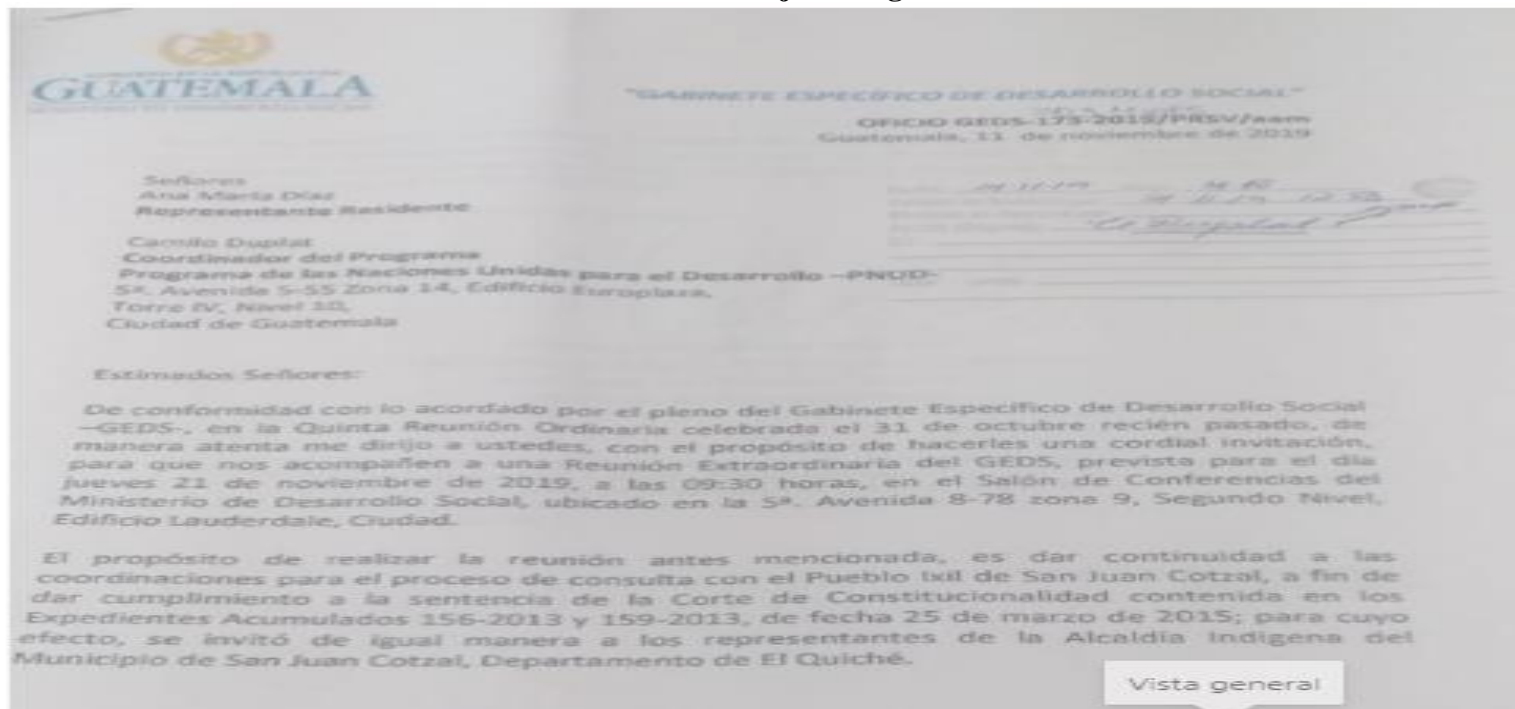 GUATEMALA
"GABINETE ESPECÍFICO DE DESARROLLO SOCIAL"
OFICIO GEDS-173-2019/PRSV/aam
Guatemala, 11 de noviembre de 2019
Señores
Ana María Díaz
Representante Residente
Camilo Duplat
Coordinador del Programa
Programa de las Naciones Unidas para el Desarrollo –PNUD-
5ª. Avenida 5-55 Zona 14, Edificio Europlaza,
Torre IV, Nivel 10,
Ciudad de Guatemala
Estimados Señores:
De conformidad con lo acordado por el pleno del Gabinete Específico de Desarrollo Social
–GEDS-, en la Quinta Reunión Ordinaria celebrada el 31 de octubre recién pasado, de
manera atenta me dirijo a ustedes, con el propósito de hacerles una cordial invitación,
para que nos acompañen a una Reunión Extraordinaria del GEDS, prevista para el día
jueves 21 de noviembre de 2019, a las 09:30 horas, en el Salón de Conferencias del
Ministerio de Desarrollo Social, ubicado en la 5ª. Avenida 8-78 zona 9, Segundo Nivel,
Edificio Lauderdale, Ciudad.
El propósito de realizar la reunión antes mencionada, es dar continuidad a las
coordinaciones para el proceso de consulta con el Pueblo Ixil de San Juan Cotzal, a fin de
dar cumplimiento a la sentencia de la Corte de Constitucionalidad contenida en los
Expedientes Acumulados 156-2013 y 159-2013, de fecha 25 de marzo de 2015; para cuyo
efecto, se invitó de igual manera a los representantes de la Alcaldía Indígena del
Municipio de San Juan Cotzal, Departamento de El Quiché.
Vista general